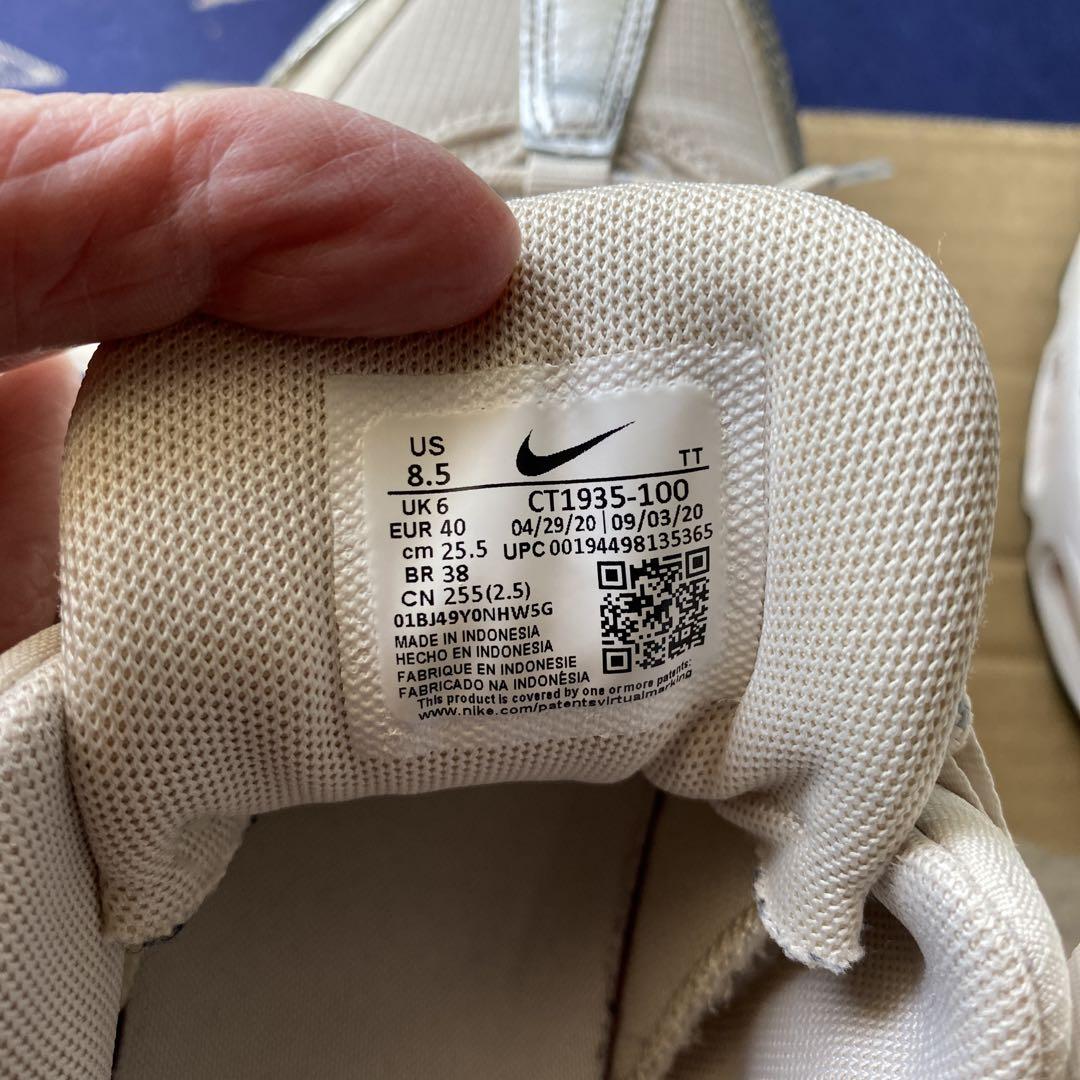 US
8.5
TT
UK 6
CT1935-100
EUR 40
04/29/20 | 09/03/20
cm 25.5
UPC 00194498135365
BR 38
CN 255(2.5)
01BJ49Y0NHW5G
MADE IN INDONESIA
HECHO EN INDONESIA
FABRIQUE EN INDONESIE
FABRICADO NA INDONÉSIA
This product is covered by one or more patents:
www.nike.com/patentsvirtualmarking